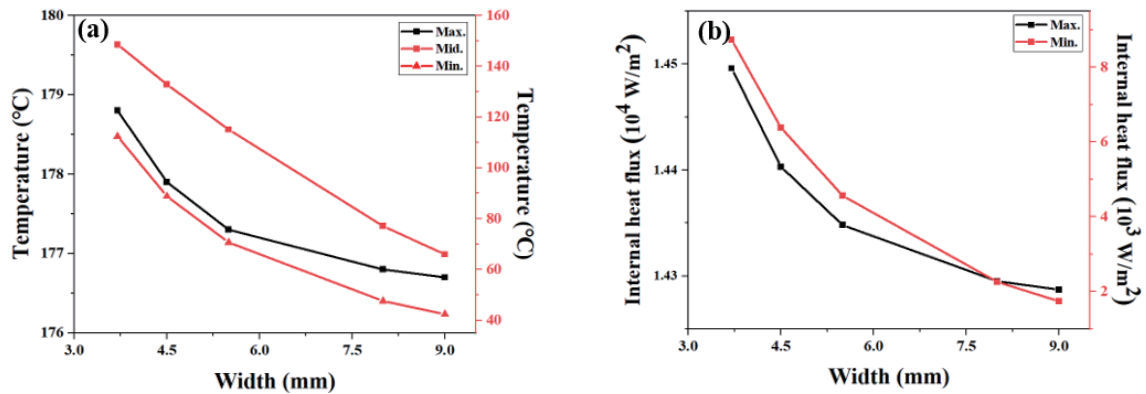 (a)
Max.
Mid.
Min.
Temperature (°C)
180
179
178
177
176
160
140
120
100
80
60
40
Temperature (°C)
3.0 4.5 6.0 7.5 9.0
Width (mm)
(b)
Max.
Min.
Internal heat flux (10⁴ W/m²)
1.45
1.44
1.43
8
6
4
2
Internal heat flux (10³ W/m²)
3.0 4.5 6.0 7.5 9.0
Width (mm)